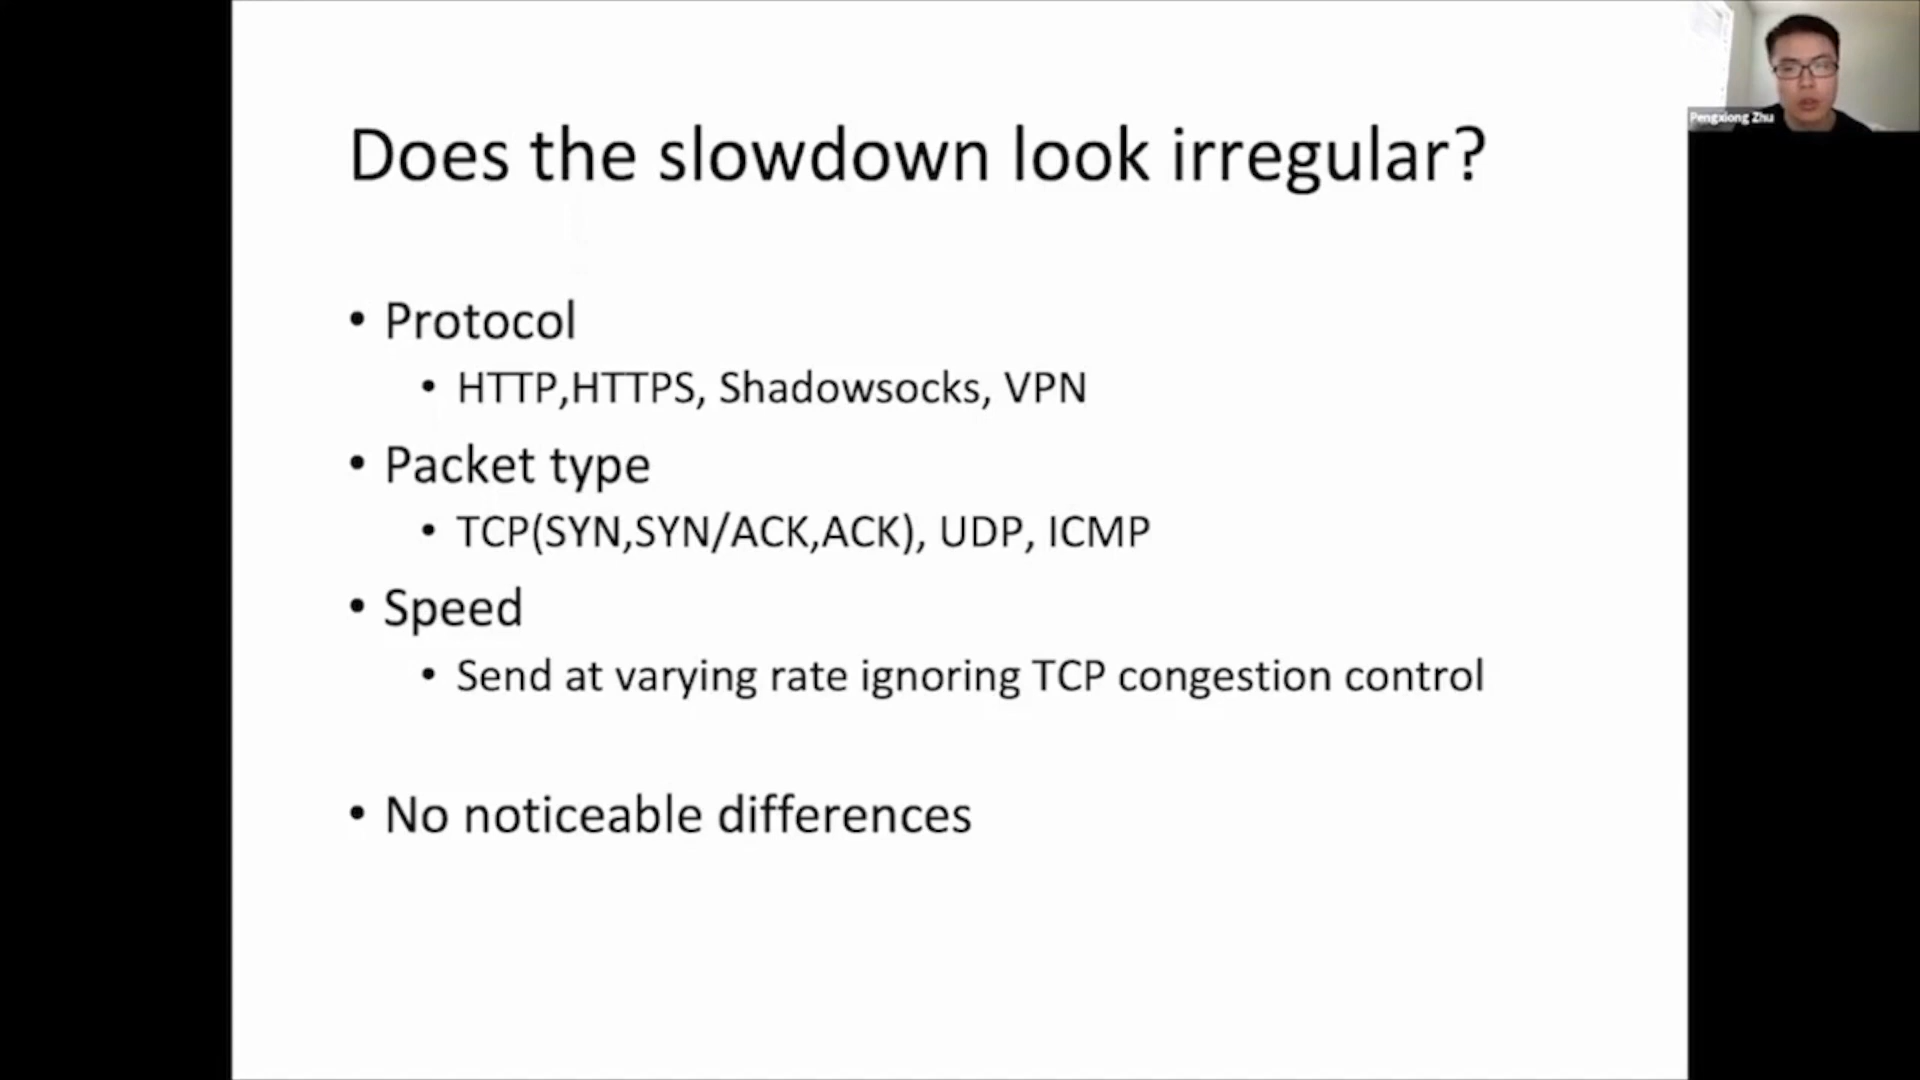 Does the slowdown look irregular?
• Protocol
• HTTP,HTTPS, Shadowsocks, VPN
• Packet type
• TCP(SYN,SYN/ACK,ACK), UDP, ICMP
• Speed
• Send at varying rate ignoring TCP congestion control
• No noticeable differences
Pengxiong Zhu